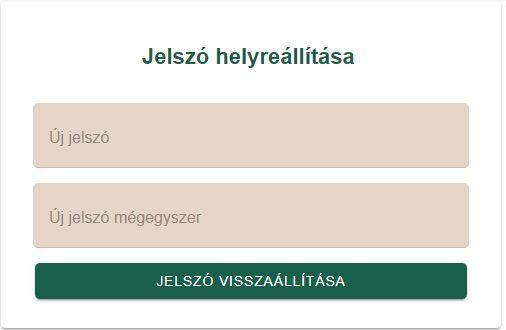 Jelszó helyreállítása
Új jelszó
Új jelszó mégegyszer
JELSZÓ VISSZAÁLLÍTÁSA